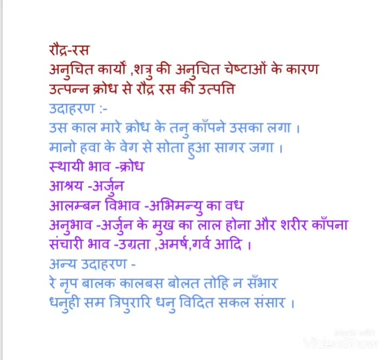 रौद्र-रस
अनुचित कार्यो ,शत्रु की अनुचित चेष्टाओं के कारण
उत्पन्न क्रोध से रौद्र रस की उत्पत्ति
उदाहरण :-
उस काल मारे क्रोध के तनु काँपने उसका लगा ।
मानो हवा के वेग से सोता हुआ सागर जगा ।
स्थायी भाव -क्रोध
आश्रय -अर्जुन
आलम्बन विभाव -अभिमन्यु का वध
अनुभाव -अर्जुन के मुख का लाल होना और शरीर काँपना
संचारी भाव -उग्रता ,अमर्ष,गर्व आदि ।
अन्य उदाहरण -
रे नृप बालक कालबस बोलत तोहि न सँभार
धनुही सम त्रिपुरारि धनु विदित सकल संसार ।
VideoShow